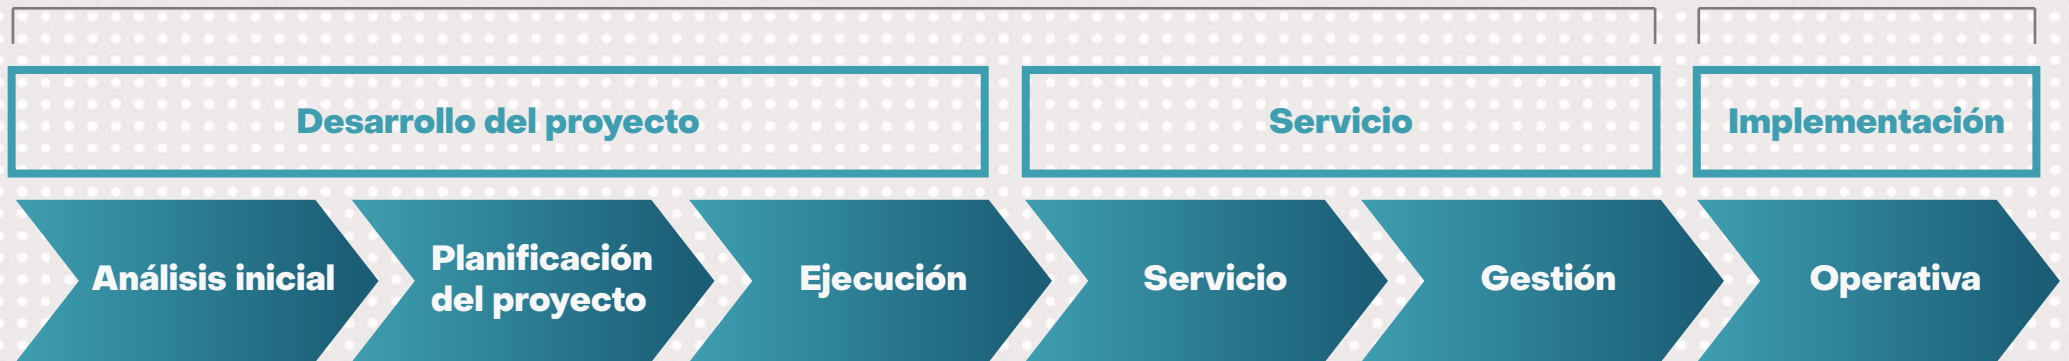 Desarrollo del proyecto
Servicio
Implementación
Análisis inicial
Planificación
del proyecto
Ejecución
Servicio
Gestión
Operativa